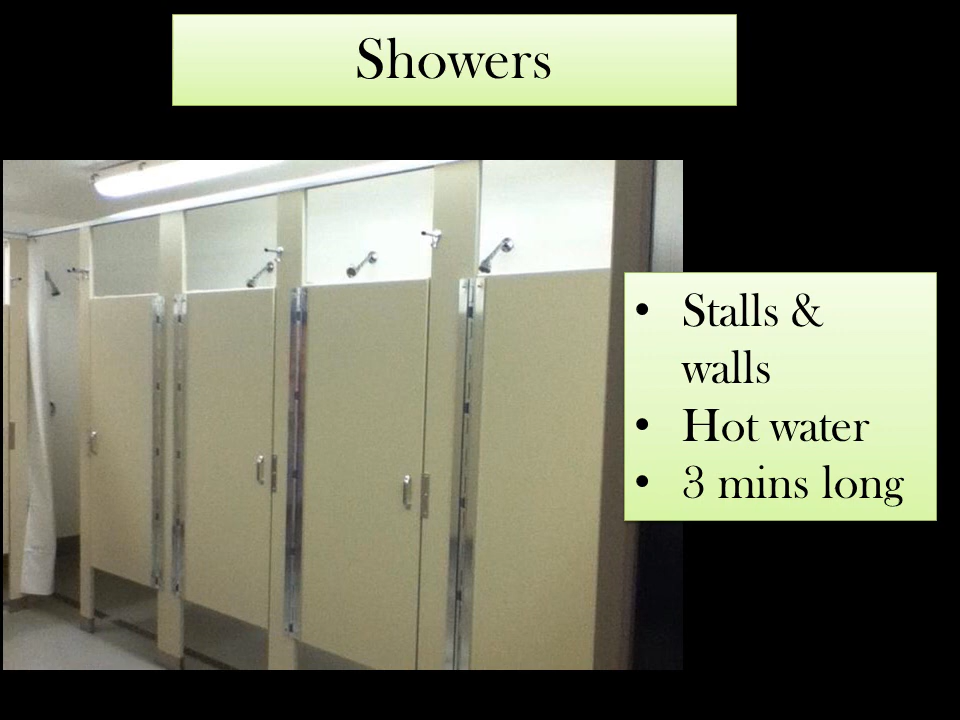 Showers
• Stalls &
walls
• Hot water
• 3 mins long